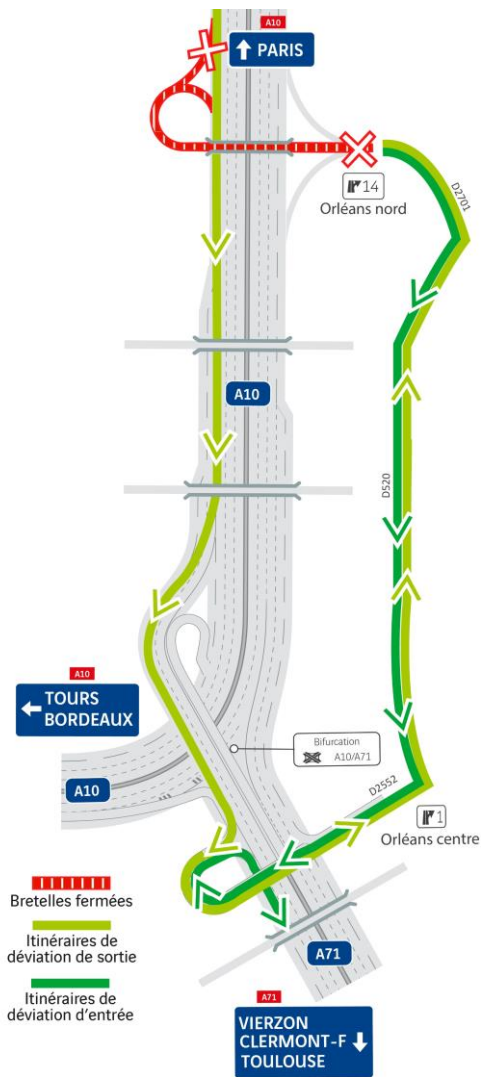 A10
PARIS
14
Orléans nord
D2701
A10
D520
A10
TOURS
BORDEAUX
Bifurcation
A10/A71
A10
D2552
1
Orléans centre
Bretelles fermées
Itinéraires de
déviation de sortie
Itinéraires de
déviation d'entrée
A71
A71
VIERZON
CLERMONT-F
TOULOUSE